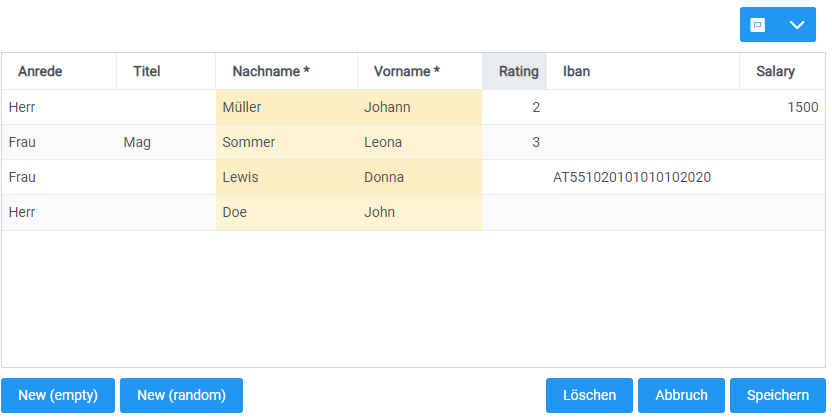 Anrede Titel Nachname * Vorname * Rating Iban Salary
Herr Müller Johann 2 1500
Frau Mag Sommer Leona 3
Frau Lewis Donna AT551020101010102020
Herr Doe John
New (empty) New (random) Löschen Abbruch Speichern